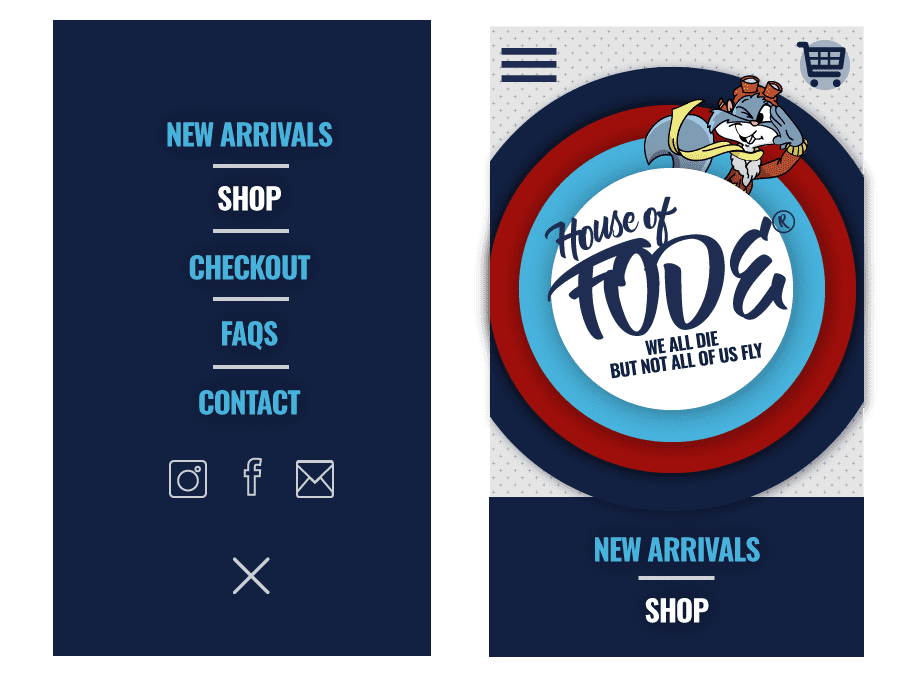 NEW ARRIVALS
SHOP
CHECKOUT
FAQS
CONTACT
House of
FODE®
WE ALL DIE
BUT NOT ALL OF US FLY
NEW ARRIVALS
SHOP